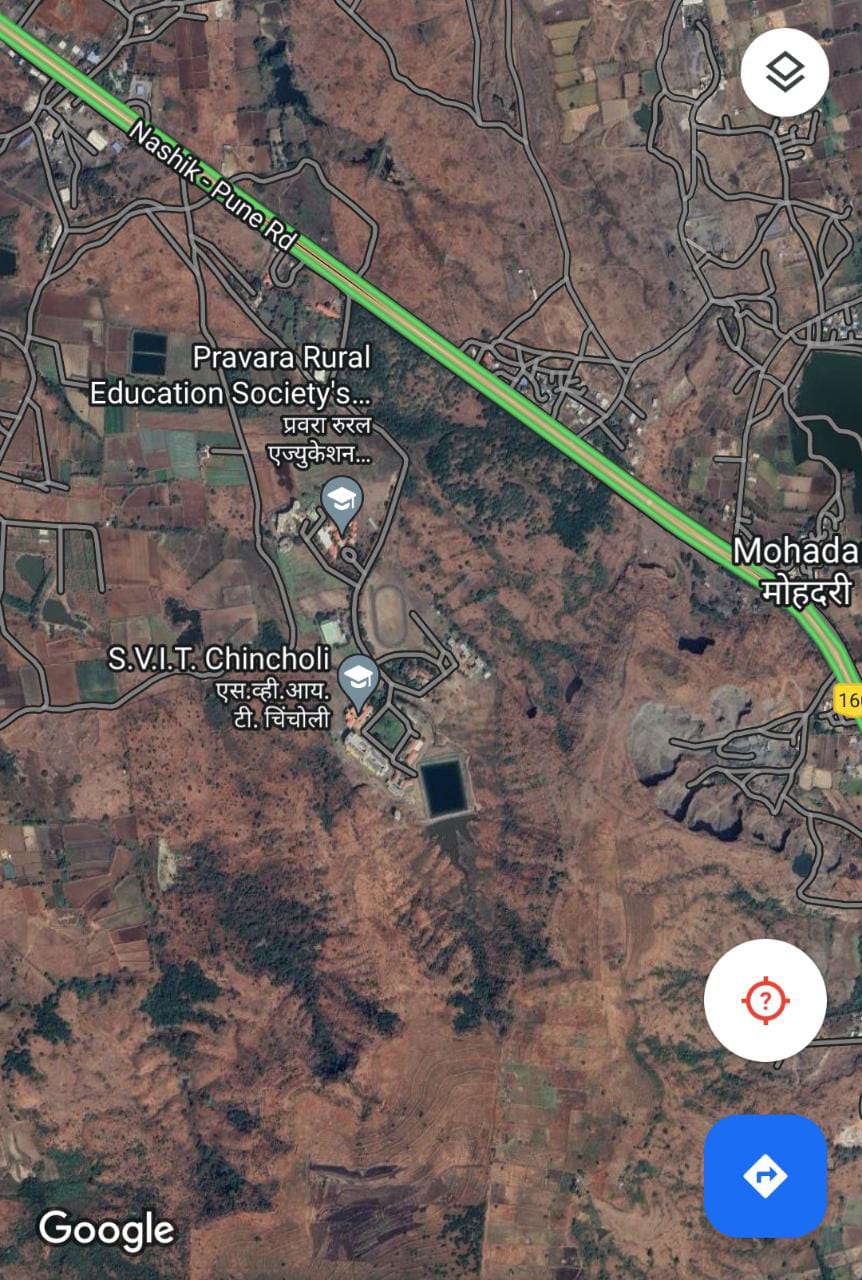 Nashik - Pune Rd
Pravara Rural
Education Society's...
प्रवरा रुरल
एज्युकेशन...
Mohada
मोहदरी
S.V.I.T. Chincholi
एस.व्ही.आय.
टी. चिंचोली
?
Google